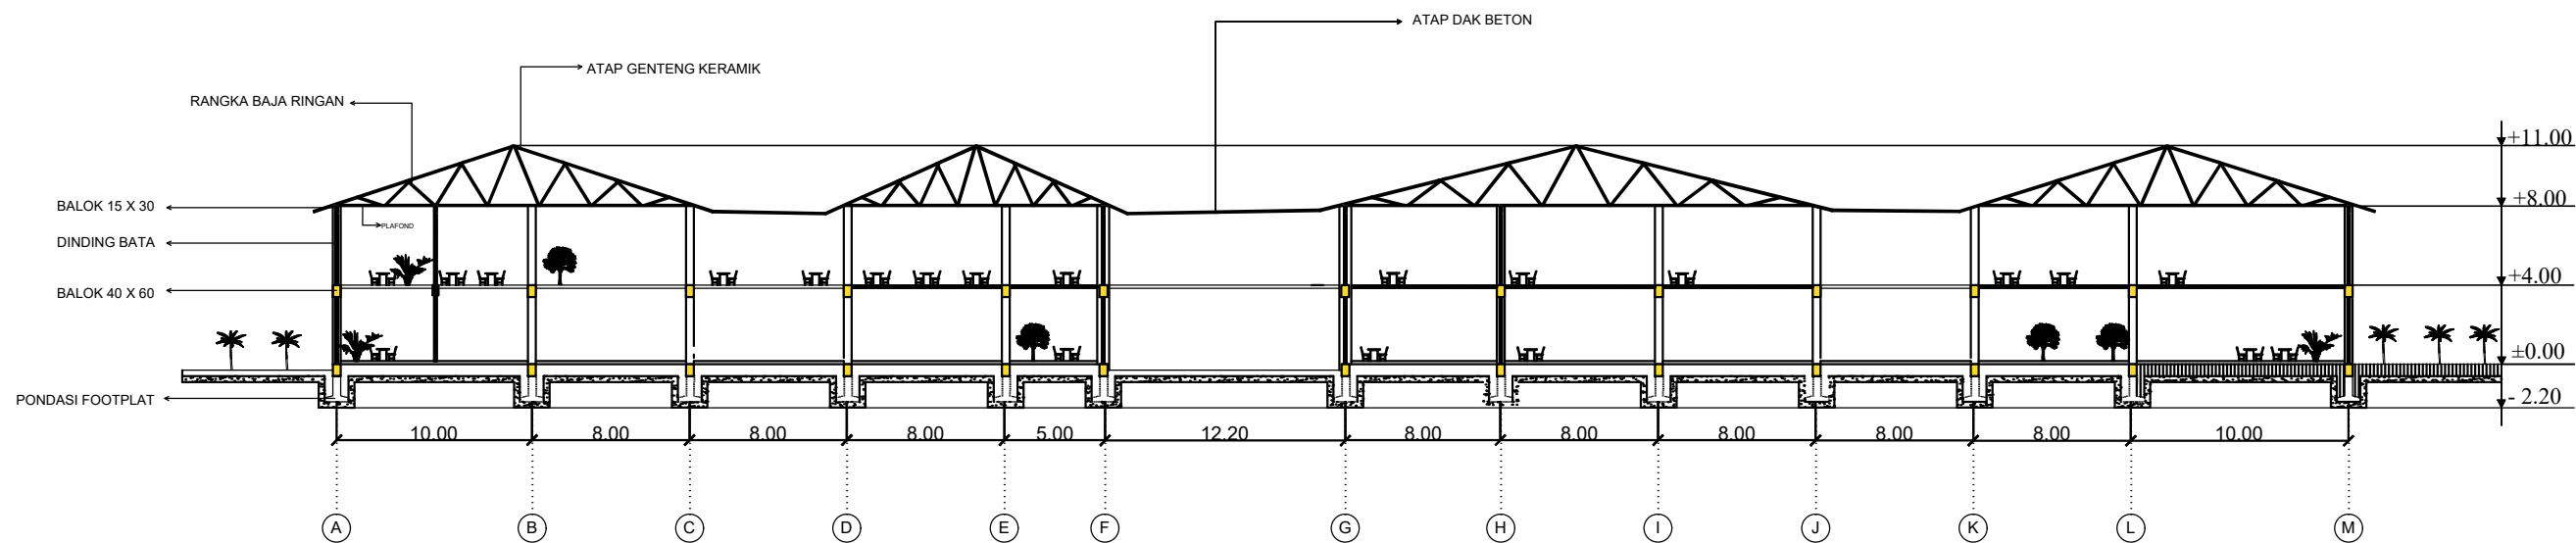 ATAP DAK BETON
ATAP GENTENG KERAMIK
RANGKA BAJA RINGAN
+11.00
BALOK 15 X 30
+8.00
PLAFOND
DINDING BATA
+4.00
BALOK 40 X 60
±0.00
PONDASI FOOTPLAT
- 2.20
10.00 8.00 8.00 8.00 5.00 12.20 8.00 8.00 8.00 8.00 8.00 10.00
A B C D E F G H I J K L M